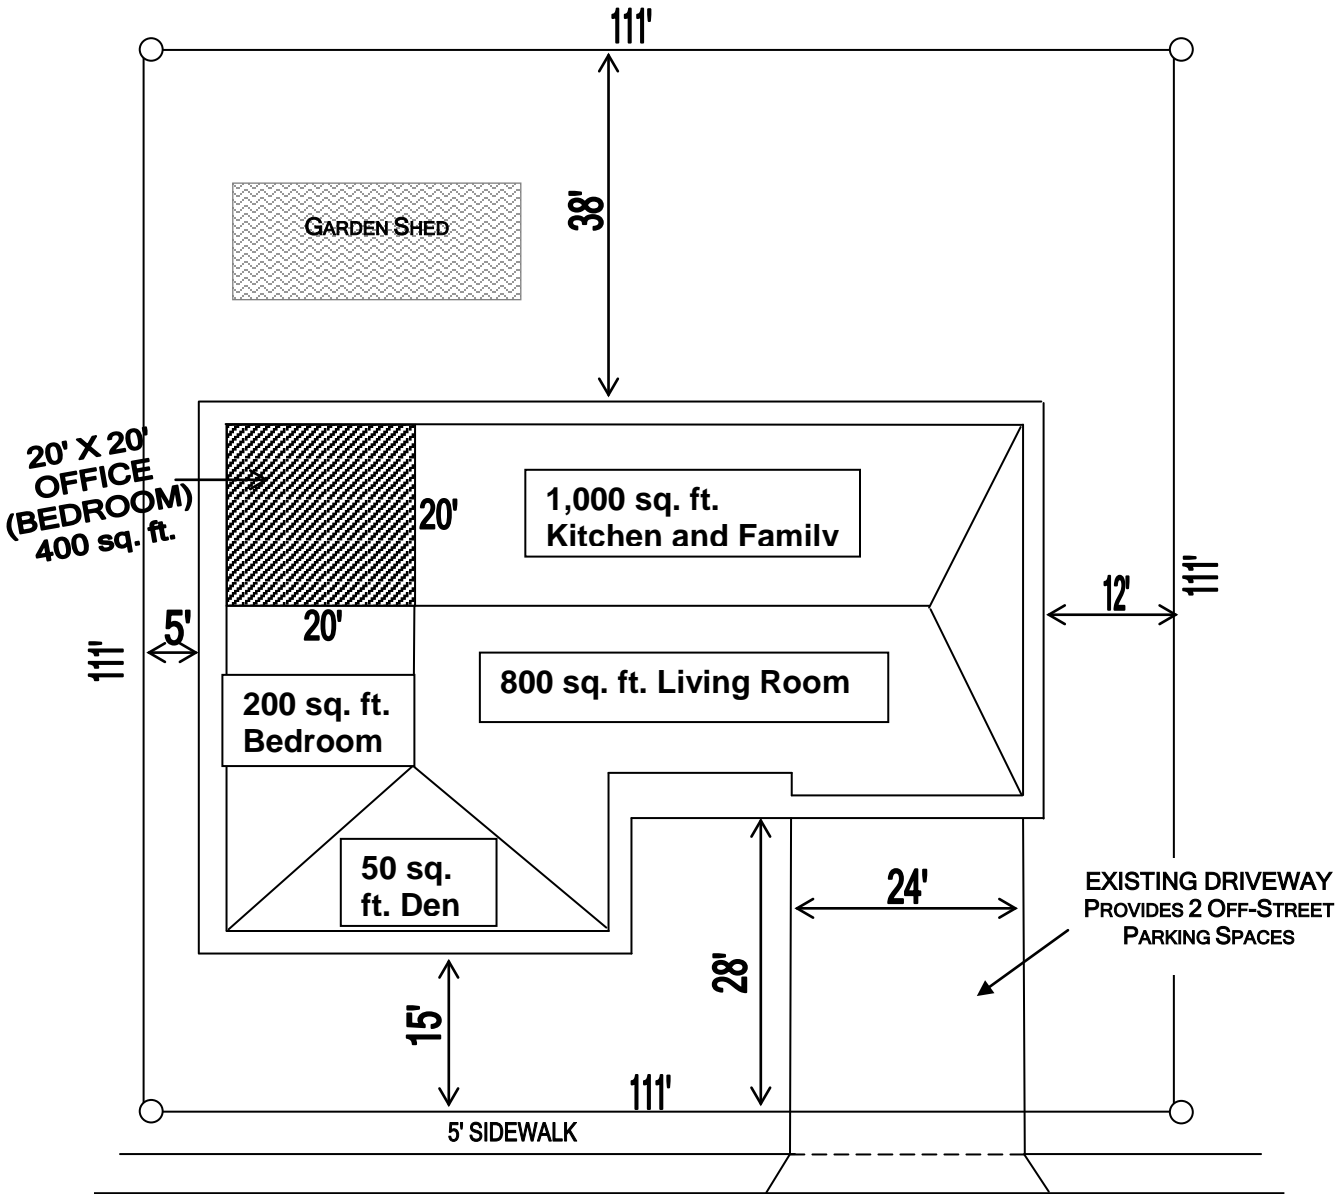 111'
GARDEN SHED
38'
20' X 20'
OFFICE
(BEDROOM)
400 sq. ft.
20'
1,000 sq. ft.
Kitchen and Family
111'
12'
5'
20'
111'
800 sq. ft. Living Room
200 sq. ft.
Bedroom
50 sq.
ft. Den
24'
EXISTING DRIVEWAY
PROVIDES 2 OFF-STREET
PARKING SPACES
28'
15'
111'
5' SIDEWALK